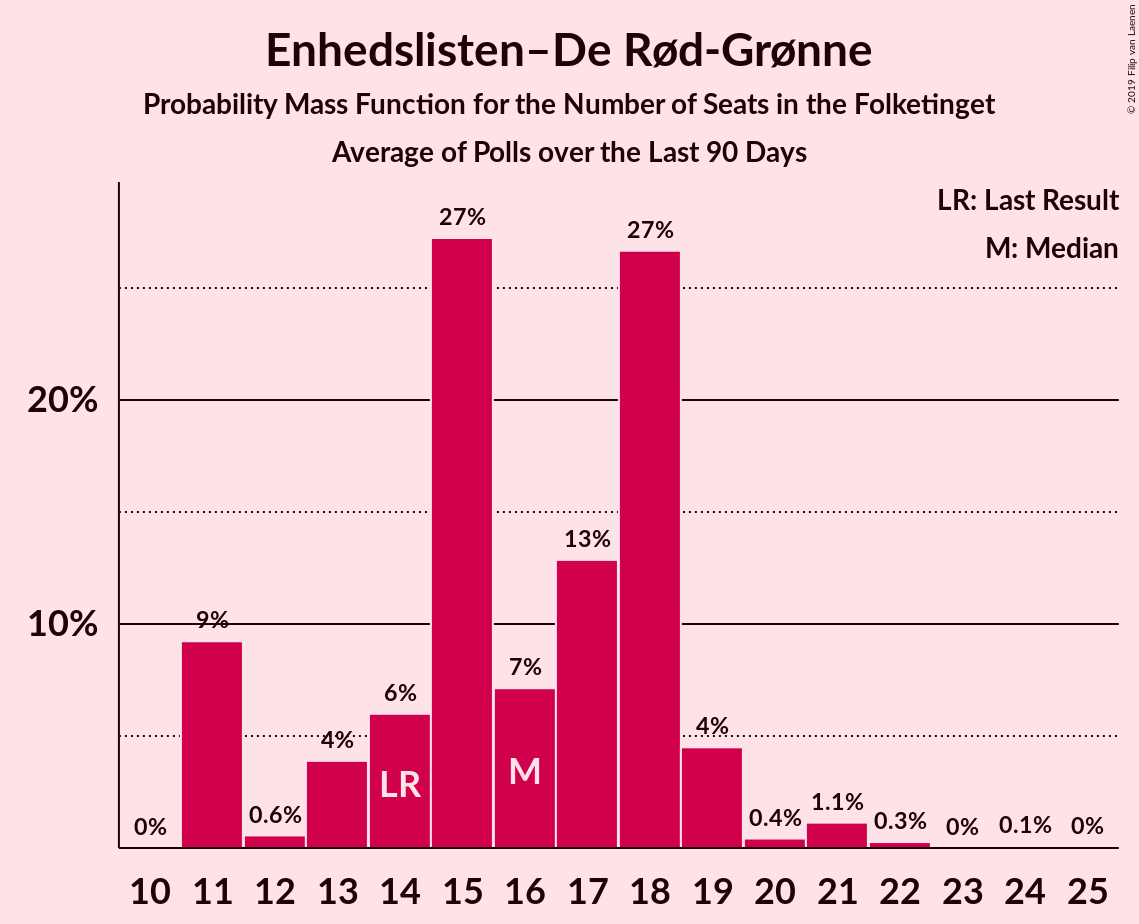 Enhedslisten–De Rød-Grønne
Probability Mass Function for the Number of Seats in the Folketinget
Average of Polls over the Last 90 Days
© 2019 Filip van Laenen
LR: Last Result
M: Median
27%
27%
20%
13%
10%
9%
7%
6%
4%
4%
LR
M
0%
0.6%
0.4%
1.1%
0.3%
0%
0.1%
0%
10 11 12 13 14 15 16 17 18 19 20 21 22 23 24 25